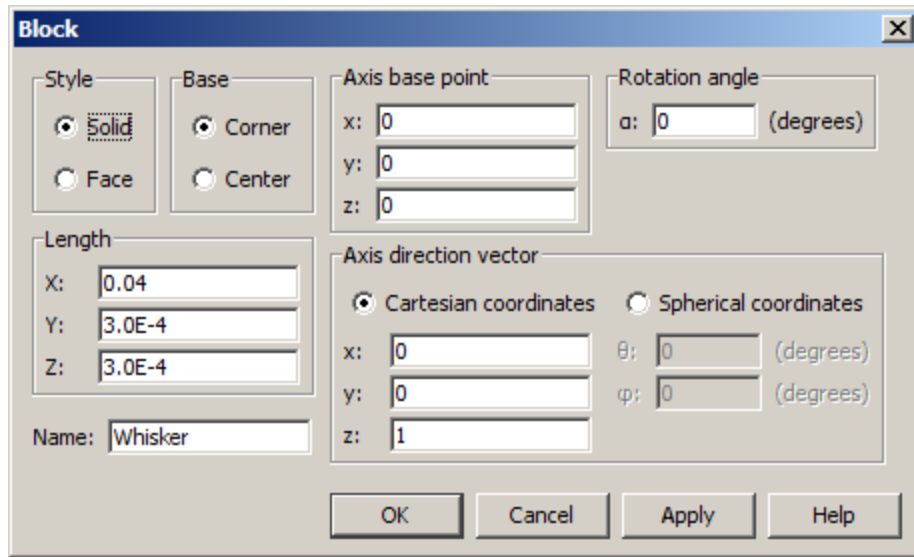 Block
Style
Solid
Face
Base
Corner
Center
Length
X: 0.04
Y: 3.0E-4
Z: 3.0E-4
Name: Whisker
Axis base point
x: 0
y: 0
z: 0
Rotation angle
α: 0 (degrees)
Axis direction vector
Cartesian coordinates
Spherical coordinates
x: 0
y: 0
z: 1
θ: 0 (degrees)
φ: 0 (degrees)
OK
Cancel
Apply
Help